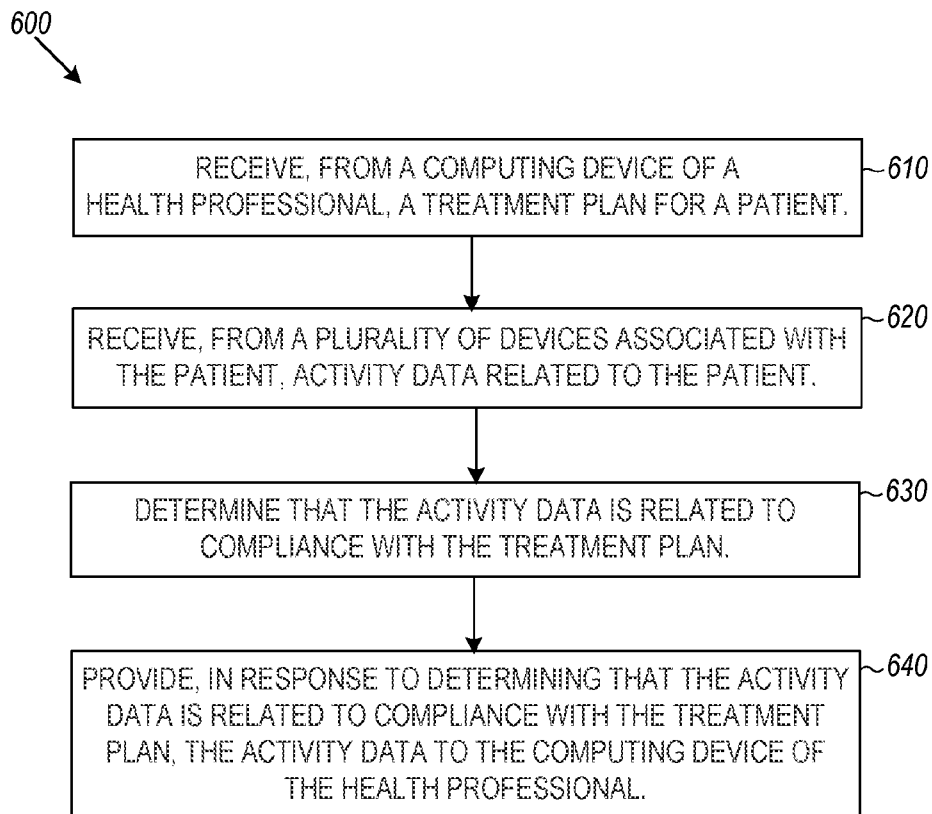 600
RECEIVE, FROM A COMPUTING DEVICE OF A
HEALTH PROFESSIONAL, A TREATMENT PLAN FOR A PATIENT.
610
RECEIVE, FROM A PLURALITY OF DEVICES ASSOCIATED WITH
THE PATIENT, ACTIVITY DATA RELATED TO THE PATIENT.
620
DETERMINE THAT THE ACTIVITY DATA IS RELATED TO
COMPLIANCE WITH THE TREATMENT PLAN.
630
PROVIDE, IN RESPONSE TO DETERMINING THAT THE ACTIVITY
DATA IS RELATED TO COMPLIANCE WITH THE TREATMENT
PLAN, THE ACTIVITY DATA TO THE COMPUTING DEVICE OF
THE HEALTH PROFESSIONAL.
640